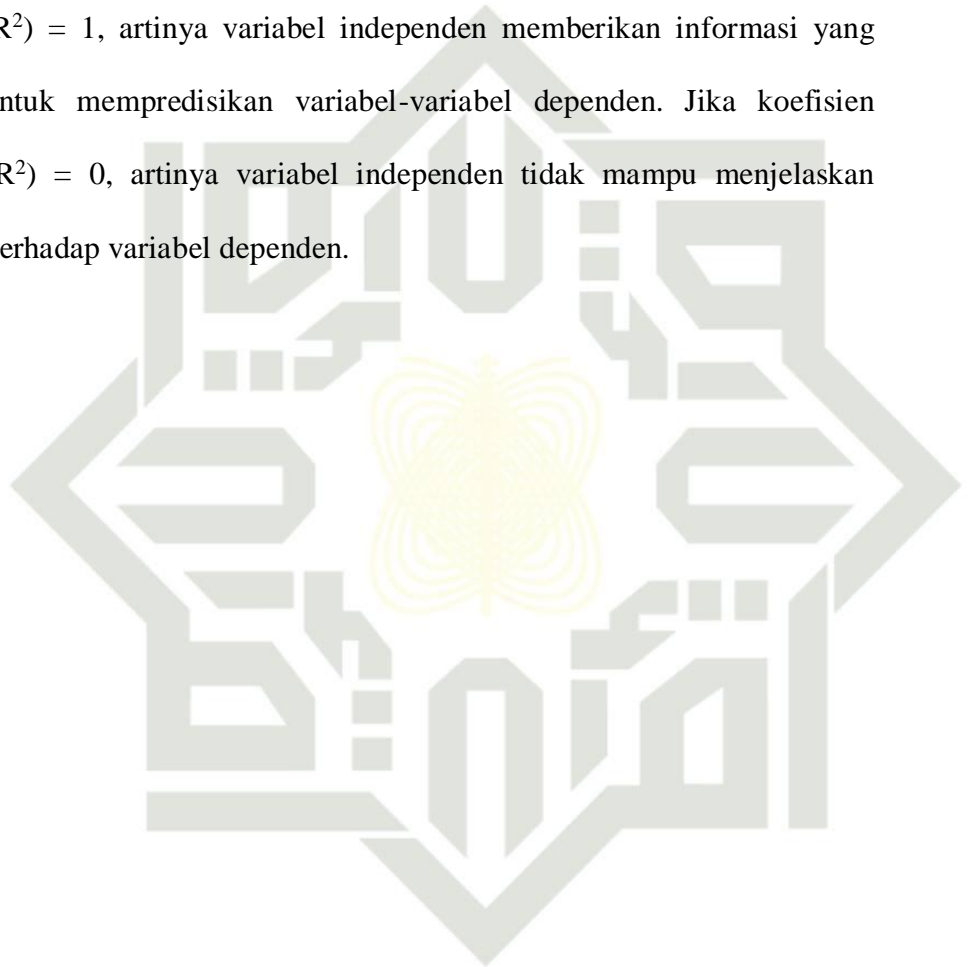 R²) = 1, artinya variabel independen memberikan informasi yang
ntuk mempredisikan variabel-variabel dependen. Jika koefisien
R²) = 0, artinya variabel independen tidak mampu menjelaskan
erhadap variabel dependen.